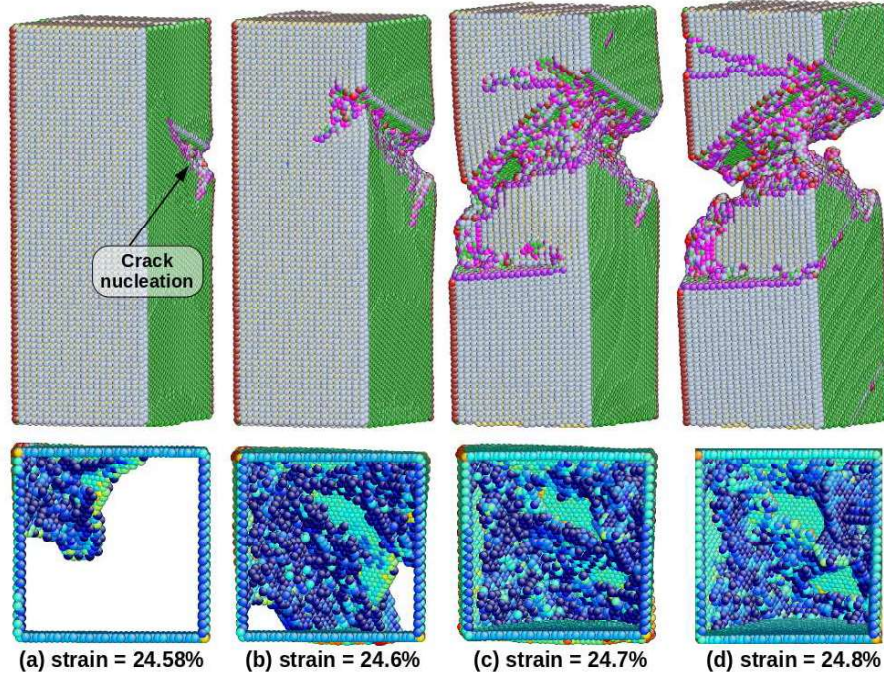 Crack
nucleation
(a) strain = 24.58%
(b) strain = 24.6%
(c) strain = 24.7%
(d) strain = 24.8%